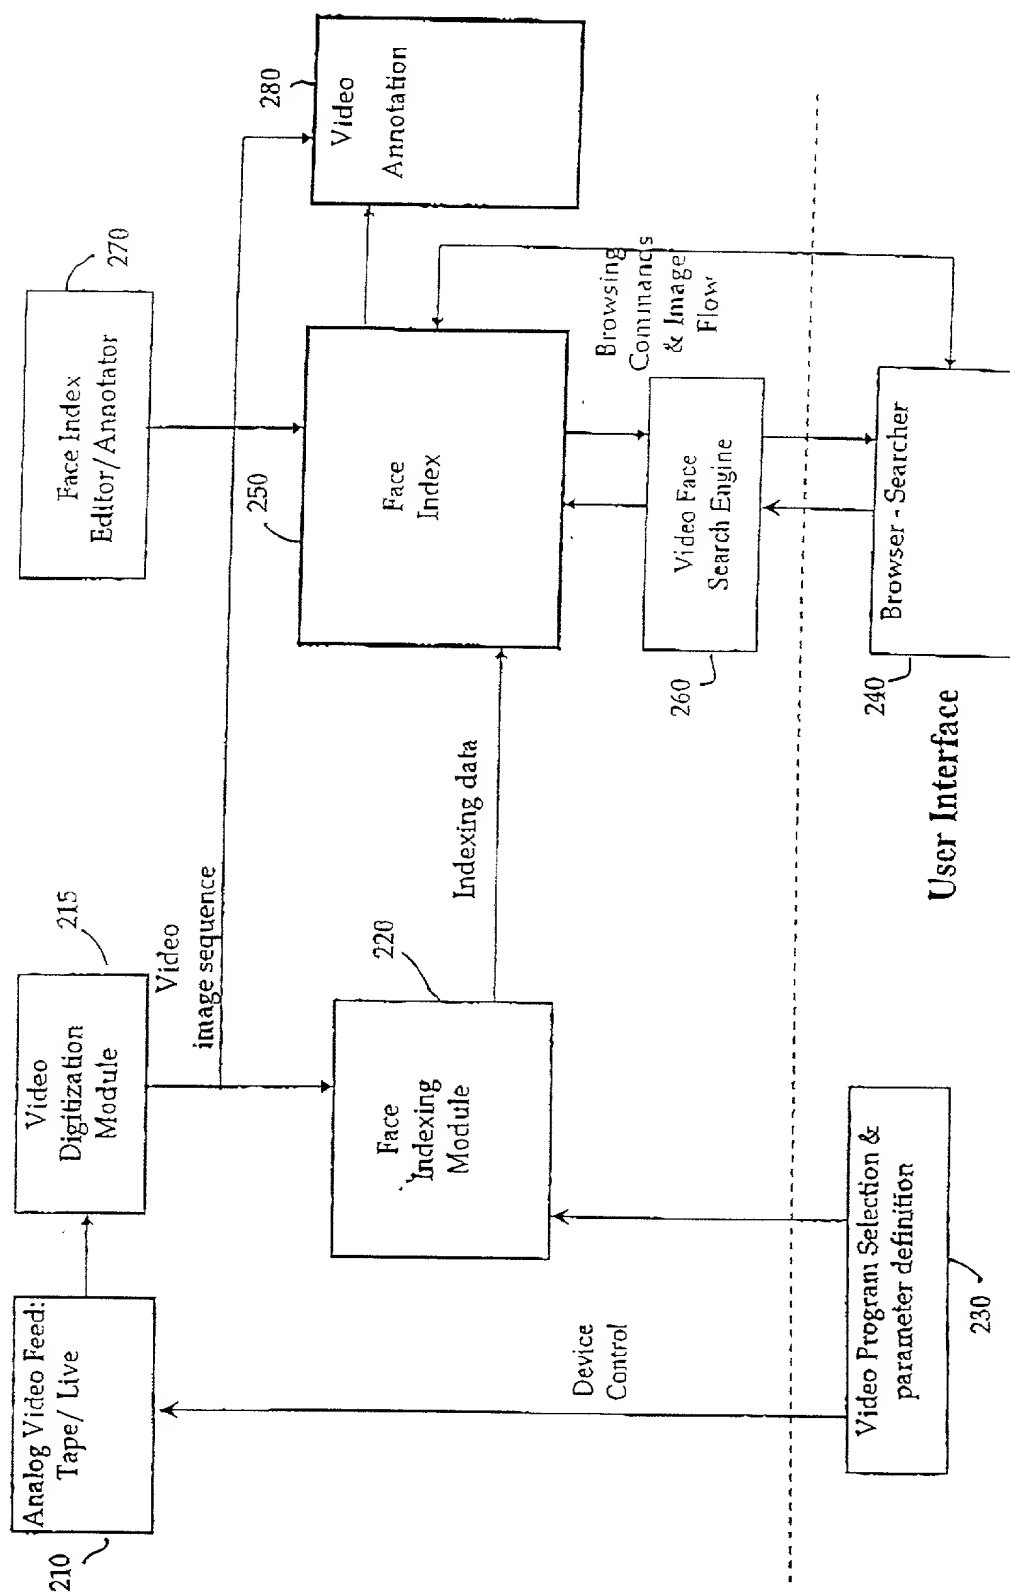 280
Video
Annotation
270
Face Index
Editor/Annotator
250
Face
Index
Browsing
Commands
& Image
Flow
Video Face
Search Engine
260
Browser - Searcher
240
User Interface
Indexing data
215
Video
Digitization
Module
Video
image sequence
220
Face
Indexing
Module
Analog Video Feed:
Tape/ Live
210
Device
Control
Video Program Selection &
parameter definition
230